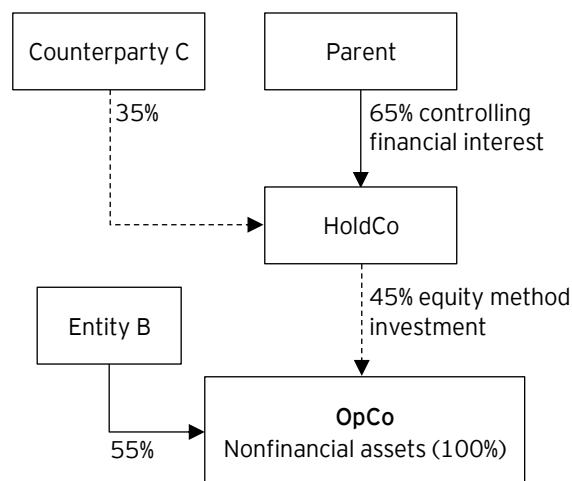 Counterparty C
Parent
35%
65% controlling
financial interest
HoldCo
45% equity method
investment
Entity B
55%
OpCo
Nonfinancial assets (100%)